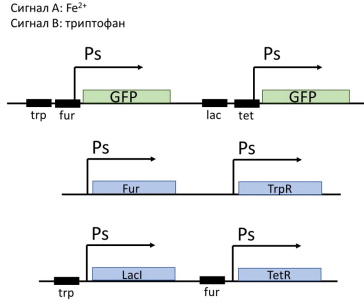 Сигнал А: Fe²⁺
Сигнал В: триптофан
Ps Ps
GFP GFP
trp fur lac tet
Ps Ps
Fur TrpR
Ps Ps
LacI TetR
trp fur